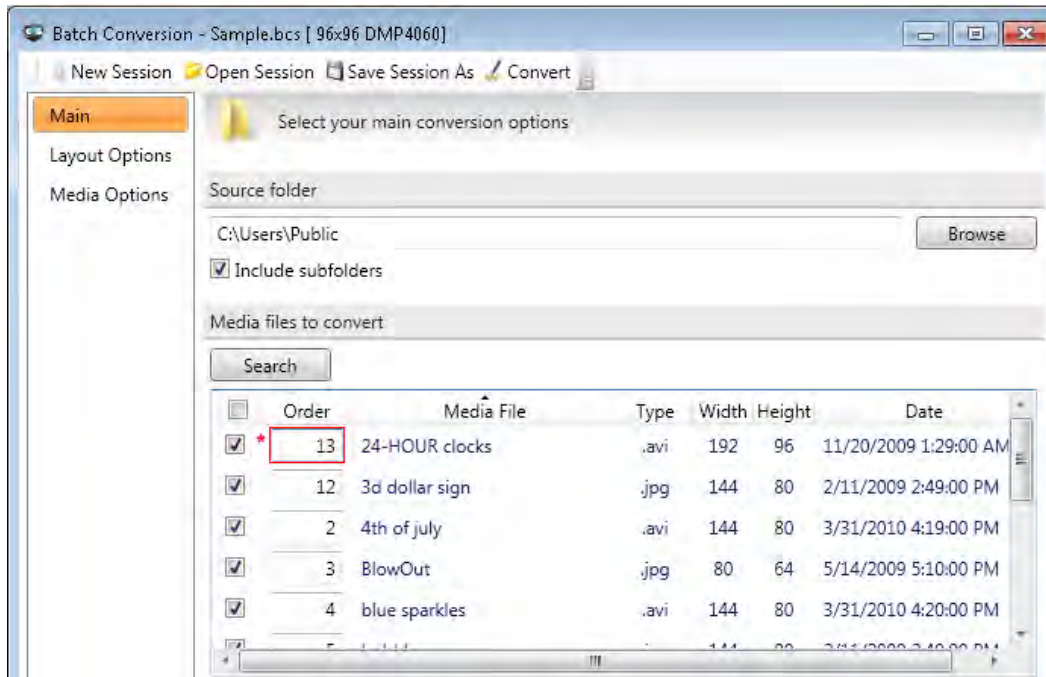 Batch Conversion - Sample.bcs [ 96x96 DMP4060]
New Session Open Session Save Session As Convert
Main
Layout Options
Media Options
Select your main conversion options
Source folder
C:\Users\Public
Browse
Include subfolders
Media files to convert
Search
Order Media File Type Width Height Date
* 13 24-HOUR clocks .avi 192 96 11/20/2009 1:29:00 AM
12 3d dollar sign .jpg 144 80 2/11/2009 2:49:00 PM
2 4th of july .avi 144 80 3/31/2010 4:19:00 PM
3 BlowOut .jpg 80 64 5/14/2009 5:10:00 PM
4 blue sparkles .avi 144 80 3/31/2010 4:20:00 PM